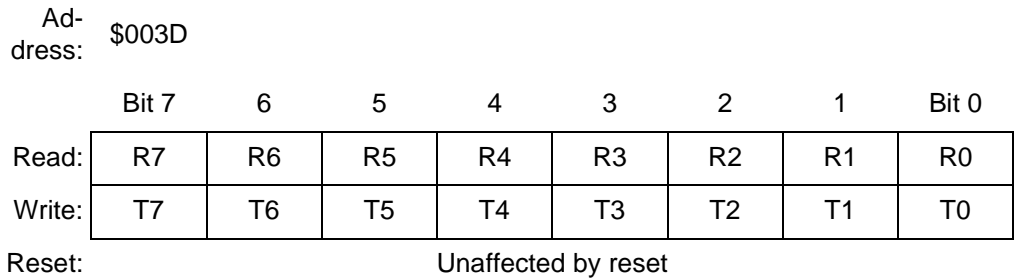 Ad-
dress: $003D
Bit 7 6 5 4 3 2 1 Bit 0
Read: R7 R6 R5 R4 R3 R2 R1 R0
Write: T7 T6 T5 T4 T3 T2 T1 T0
Reset: Unaffected by reset